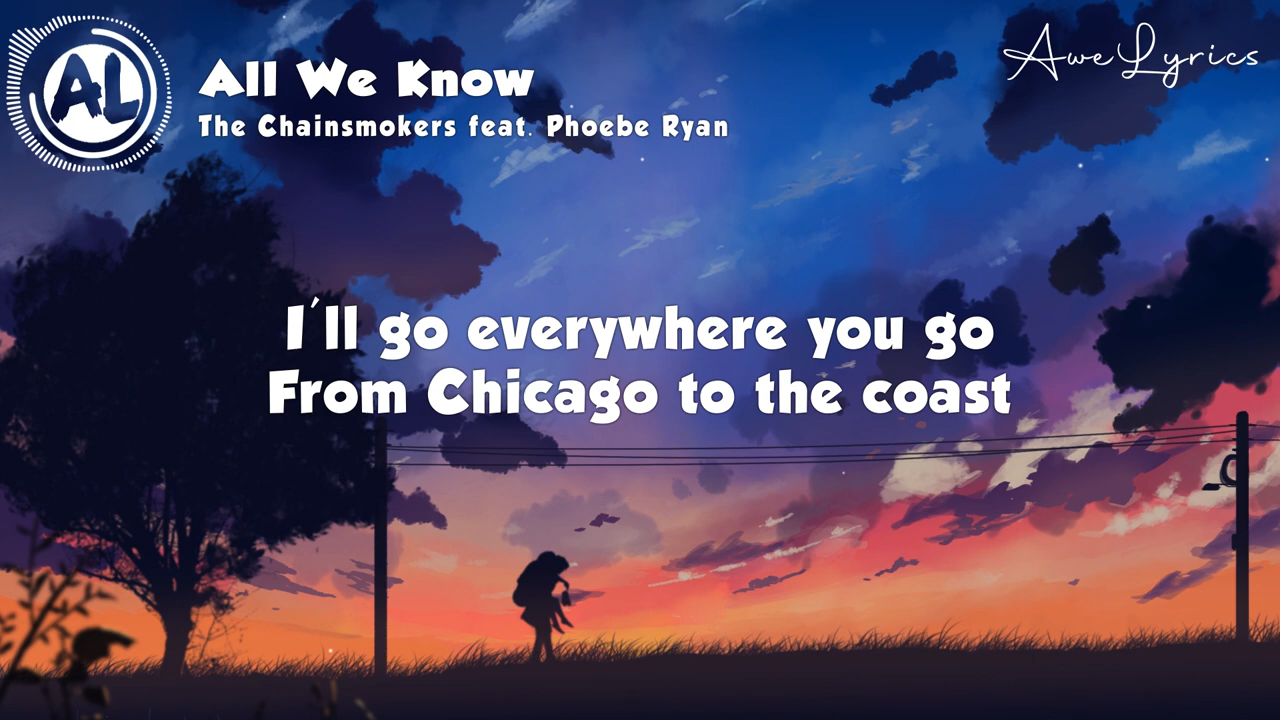 AL
All We Know
The Chainsmokers feat. Phoebe Ryan
AweLyrics
I'll go everywhere you go
From Chicago to the coast